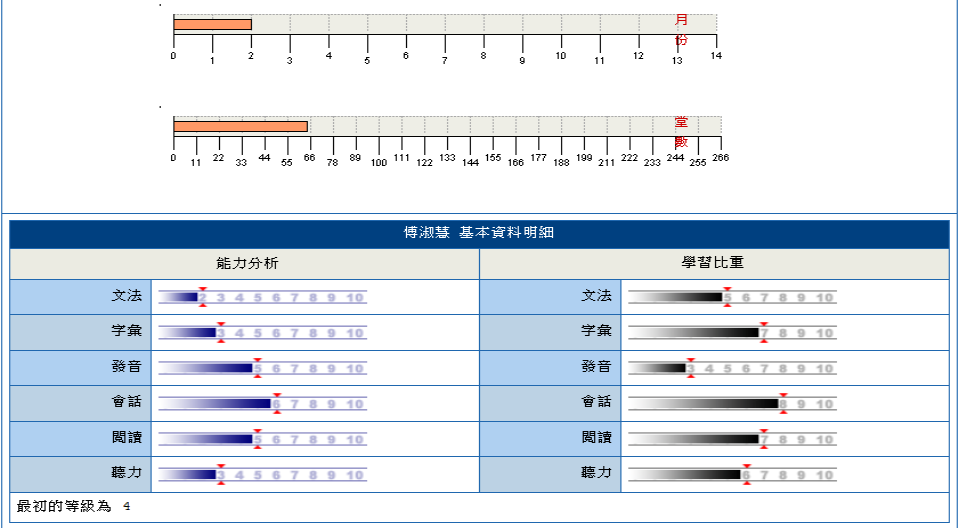 月
份
0 1 2 3 4 5 6 7 8 9 10 11 12 13 14
堂
數
0 11 22 33 44 55 66 78 89 100 111 122 133 144 155 166 177 188 199 211 222 233 244 255 266
傅淑慧 基本資料明細
能力分析 學習比重
文法 2 3 4 5 6 7 8 9 10 文法 5 6 7 8 9 10
字彙 3 4 5 6 7 8 9 10 字彙 7 8 9 10
發音 5 6 7 8 9 10 發音 3 4 5 6 7 8 9 10
會話 6 7 8 9 10 會話 8 9 10
閱讀 5 6 7 8 9 10 閱讀 7 8 9 10
聽力 3 4 5 6 7 8 9 10 聽力 6 7 8 9 10
最初的等級為 4